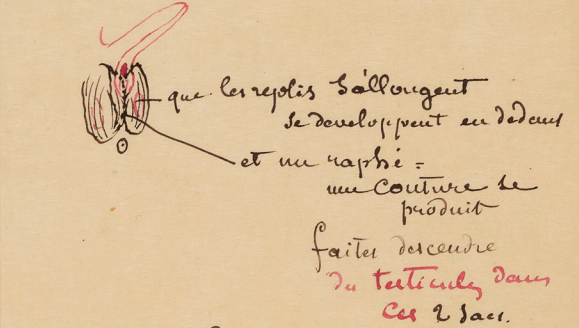 que les replis s'allongent
se developpent en dedans
et un raphé =
une couture se
produit
faites descendre
du testicules dans
ces 2 sacs.